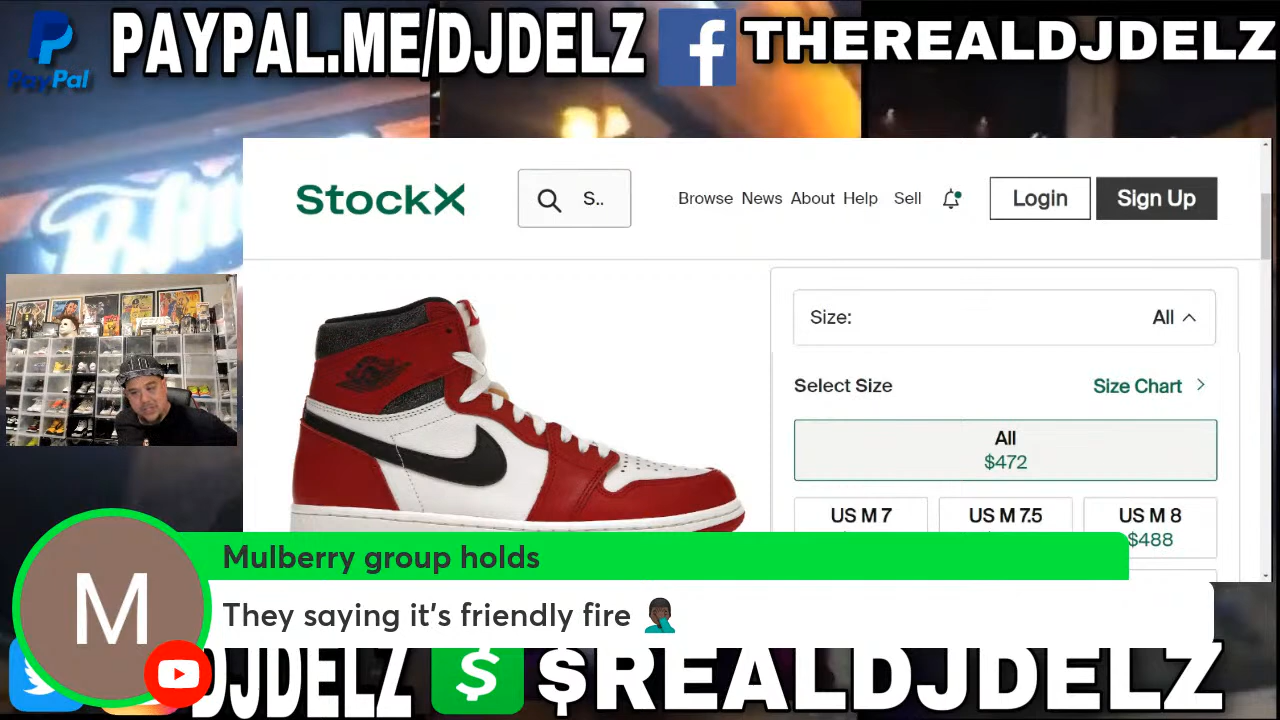 PayPal
PAYPAL.ME/DJDELZ
THEREALDJDELZ
StockX
S..
Browse News About Help Sell
Login
Sign Up
Size:
All
Select Size
Size Chart
All
$472
US M 7
US M 7.5
US M 8
$488
M
Mulberry group holds
They saying it's friendly fire 🤦🏿‍♂️
DJDELZ
$REALDJDELZ